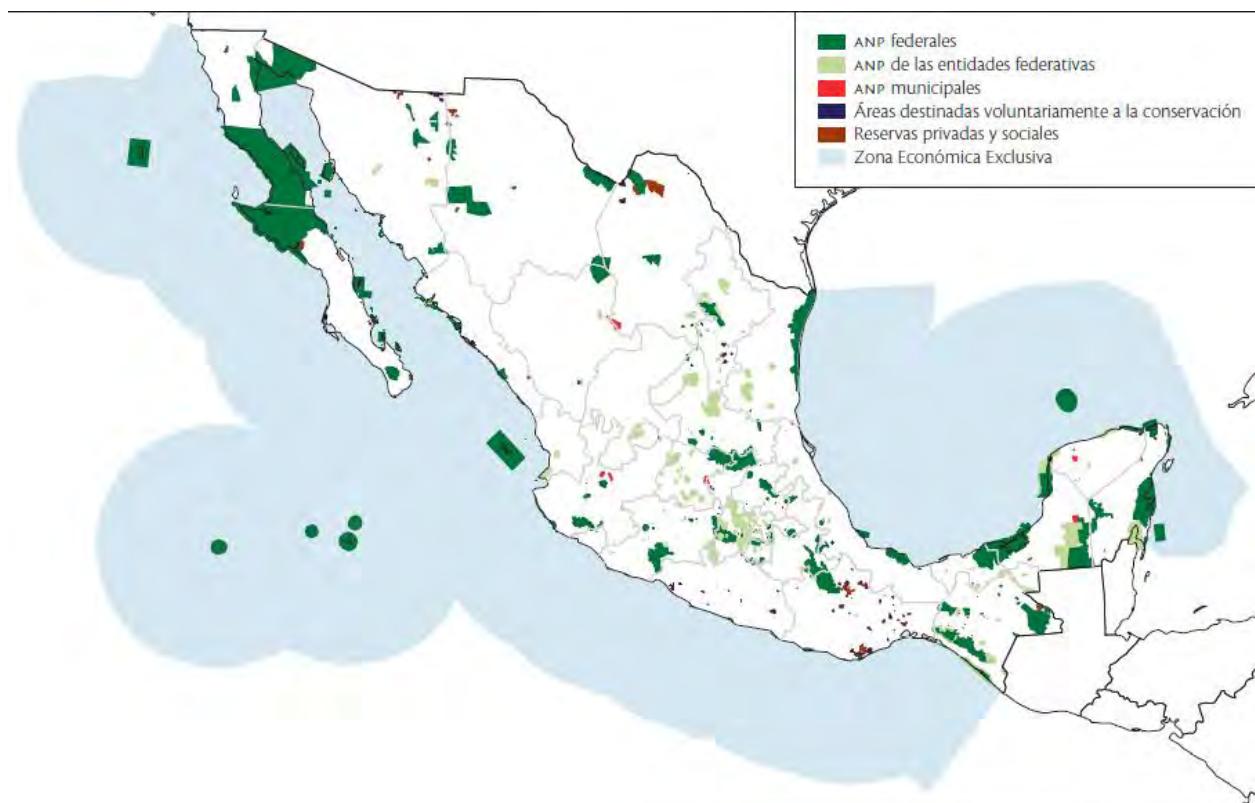 ANP federales
ANP de las entidades federativas
ANP municipales
Áreas destinadas voluntariamente a la conservación
Reservas privadas y sociales
Zona Económica Exclusiva